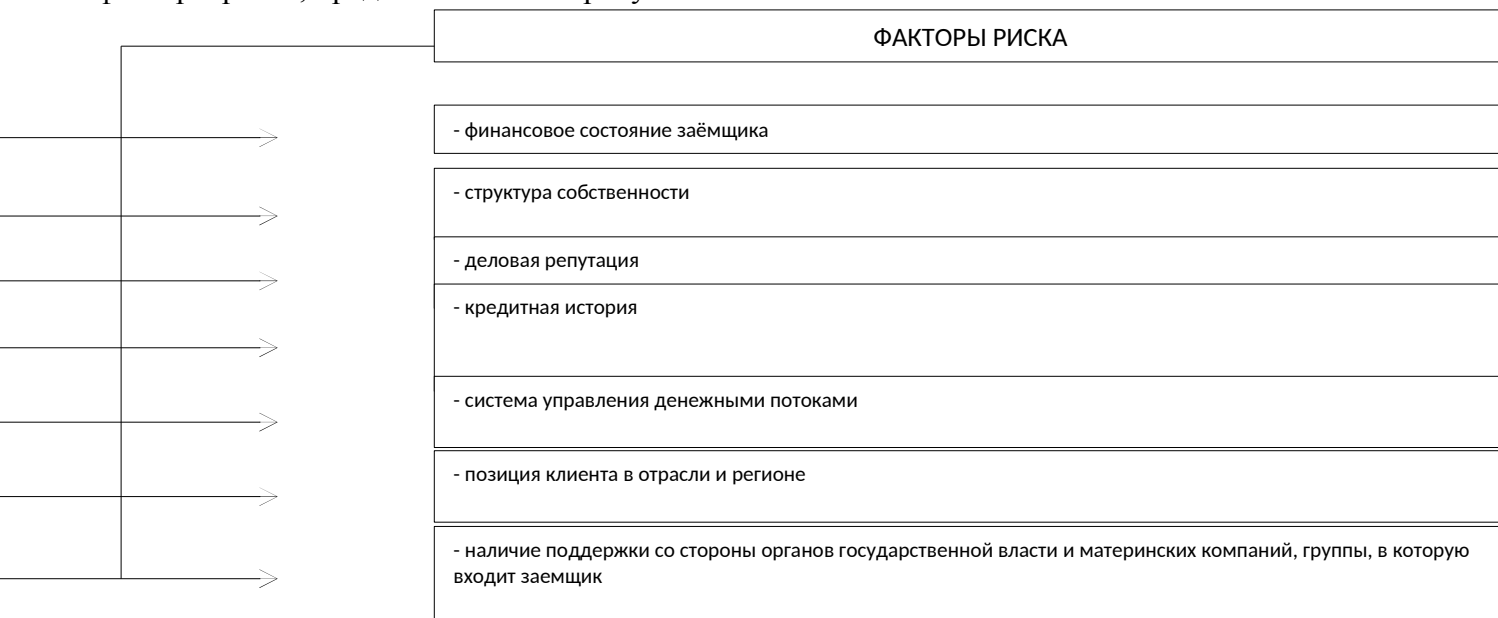 ФАКТОРЫ РИСКА
- финансовое состояние заёмщика
- структура собственности
- деловая репутация
- кредитная история
- система управления денежными потоками
- позиция клиента в отрасли и регионе
- наличие поддержки со стороны органов государственной власти и материнских компаний, группы, в которую
входит заемщик